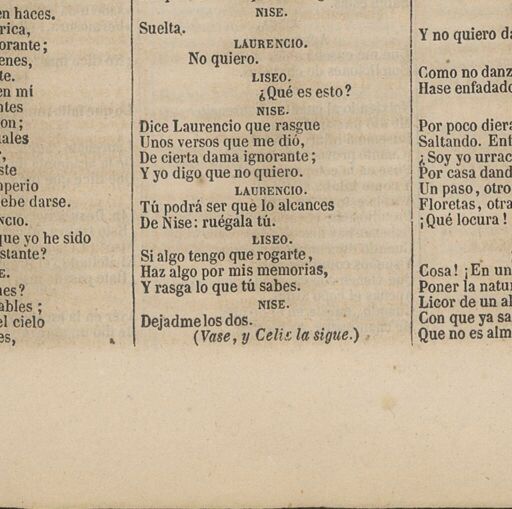 en haces.
rica,
orante;
enes,
te.
en mí
ntes
on;
iales
r,
ste
nperio
ebe darse.
NCIO.
que yo he sido
stante?
E.
nes?
ables;
el cielo
es,
NISE.
Suelta.
LAURENCIO.
No quiero.
LISEO.
¿Qué es esto?
NISE.
Dice Laurencio que rasgue
Unos versos que me dió,
De cierta dama ignorante;
Y yo digo que no quiero.
LAURENCIO.
Tú podrá ser que lo alcances
De Nise: ruégala tú.
LISEO.
Si algo tengo que rogarte,
Haz algo por mis memorias,
Y rasga lo que tú sabes.
NISE.
Dejadme los dos.
(Vase, y Celia la sigue.)
Y no quiero da
Como no danz
Hase enfadado
Por poco diera
Saltando. Enf
¿Soy yo urrac
Por casa dand
Un paso, otro
Floretas, otra
¡Qué locura!
Cosa! ¡En un
Poner la natur
Licor de un al
Con que ya sa
Que no es alm